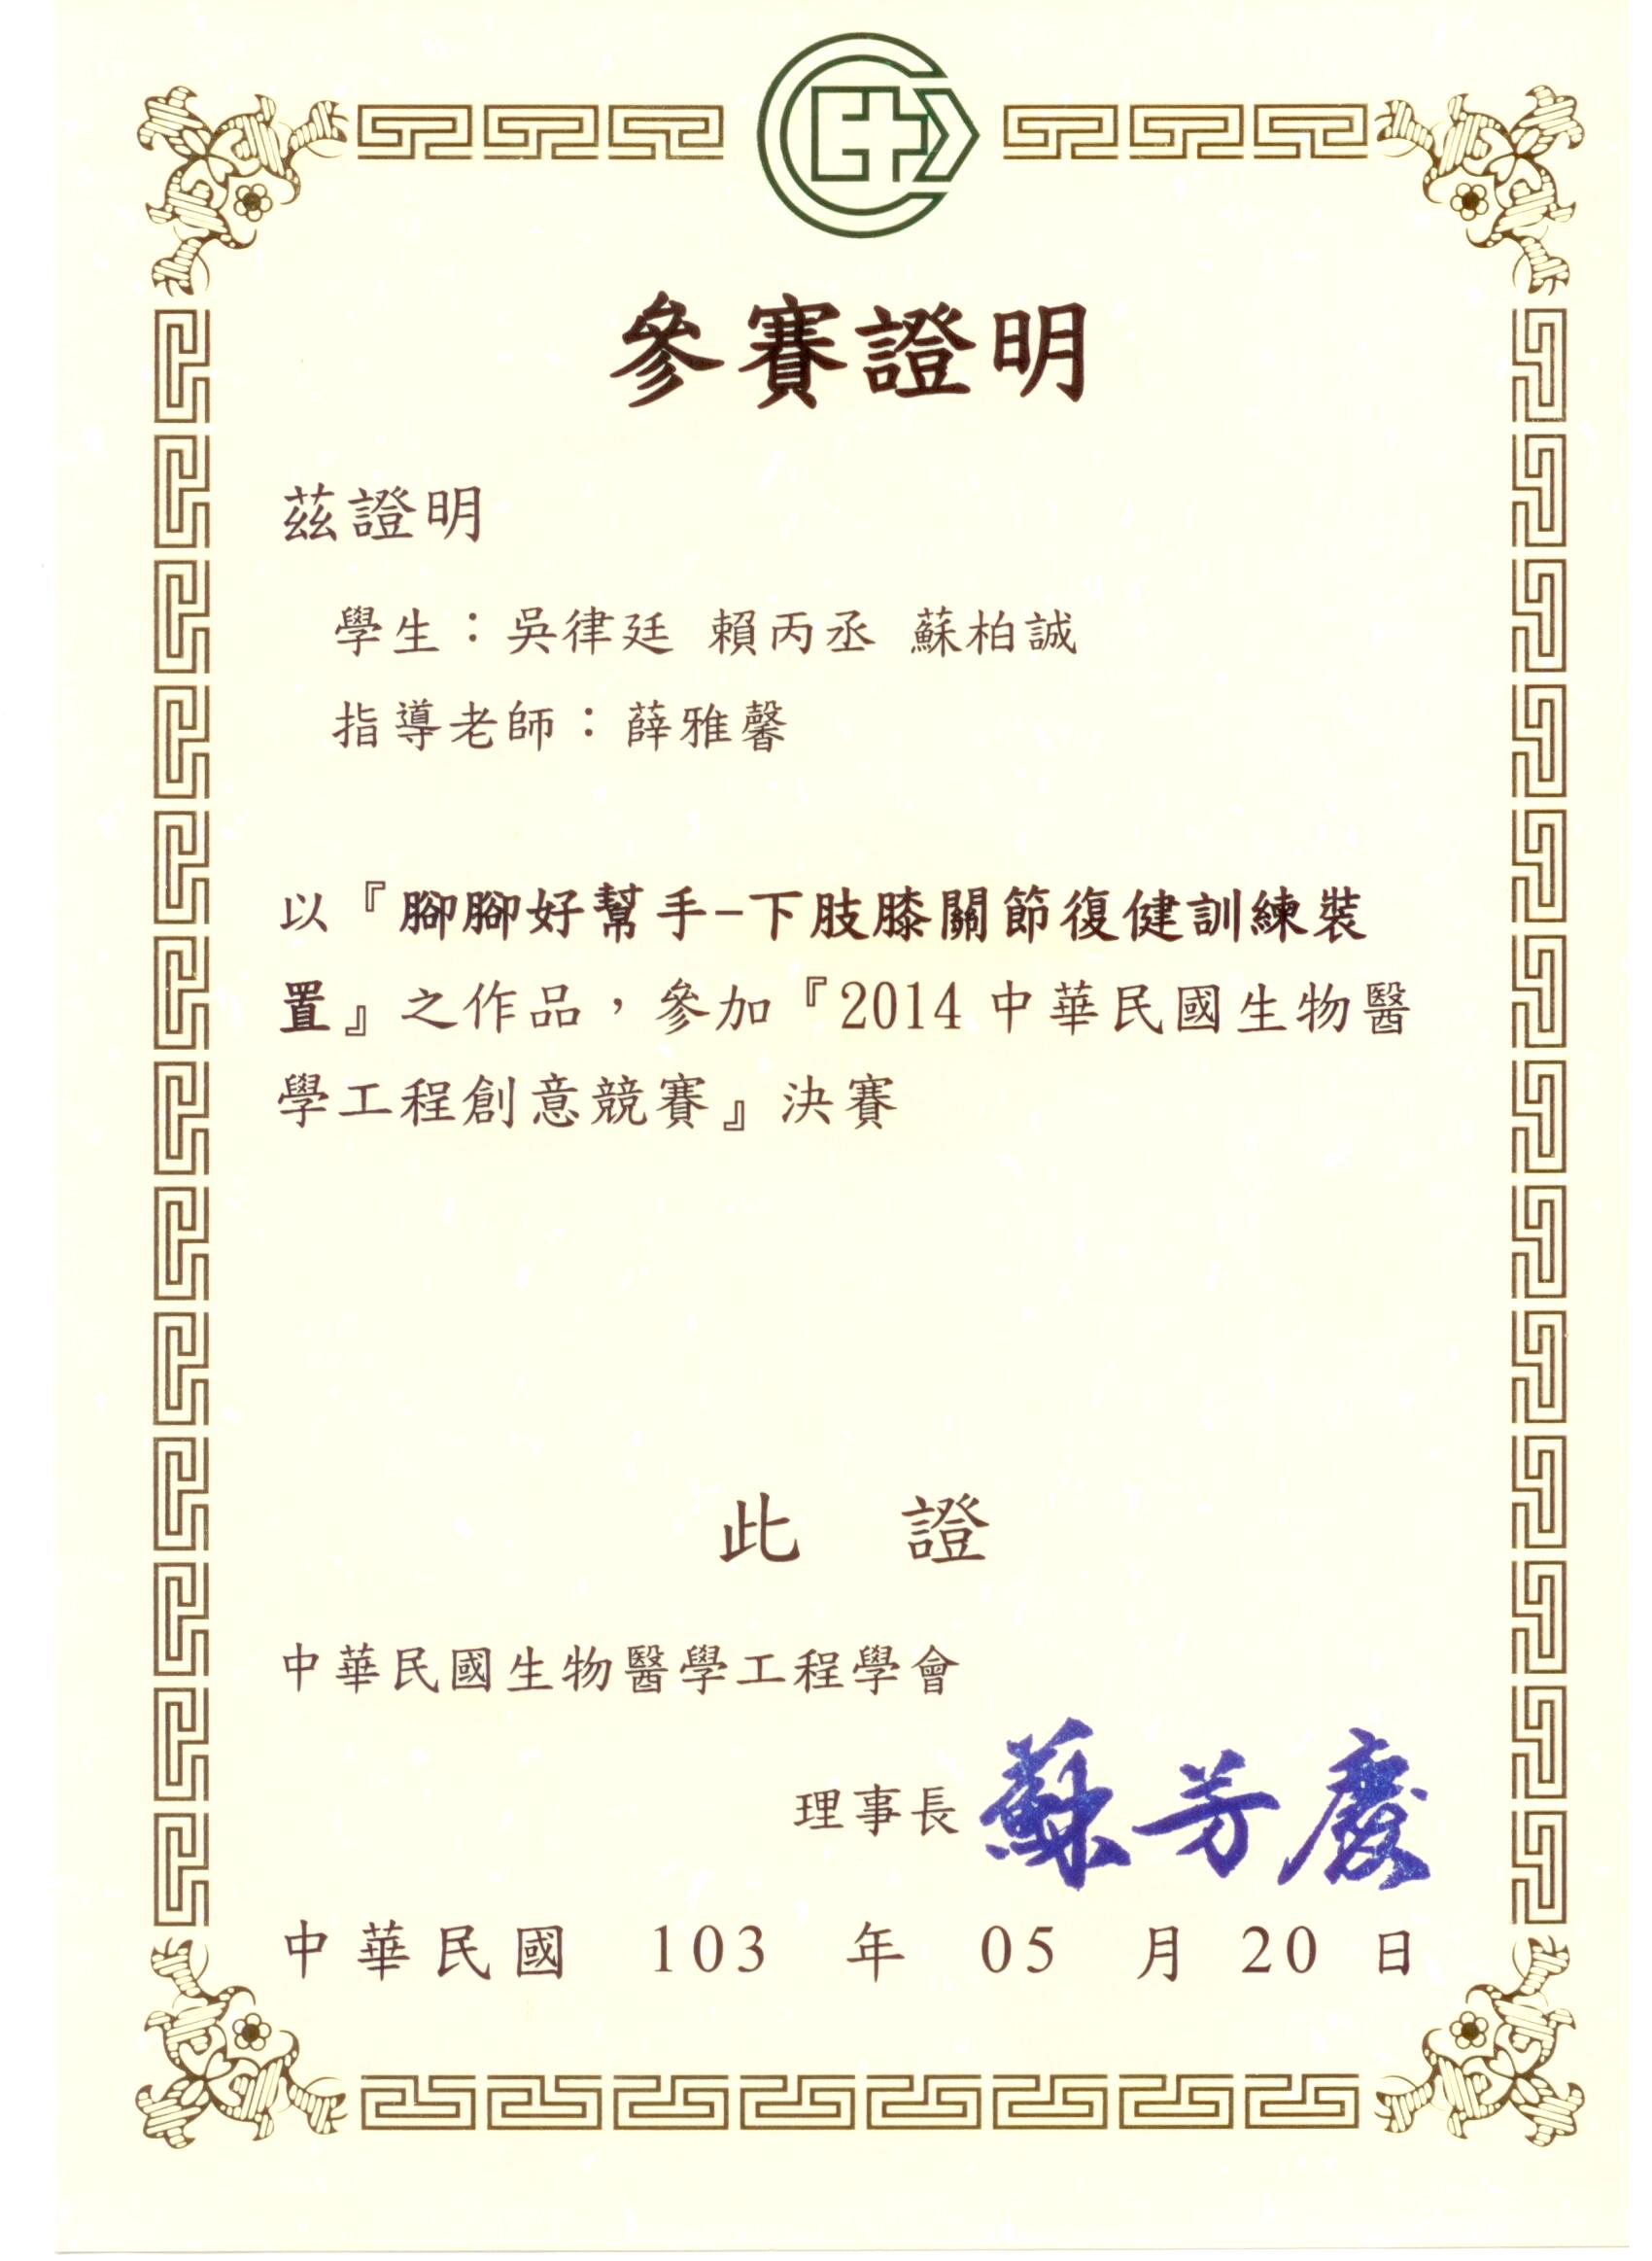 參賽證明
茲證明
學生：吳律廷 賴丙丞 蘇柏誠
指導老師：薛雅馨
以『腳腳好幫手-下肢膝關節復健訓練裝
置』之作品，參加『2014 中華民國生物醫
學工程創意競賽』決賽
此 證
中華民國生物醫學工程學會
理事長 蘇芳慶
中華民國 103 年 05 月 20 日